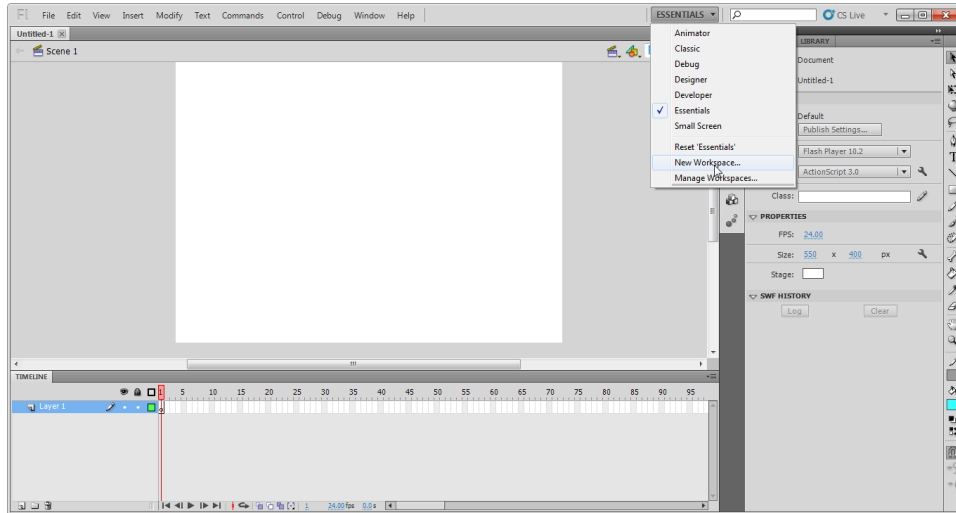 Fl File Edit View Insert Modify Text Commands Control Debug Window Help ESSENTIALS CS Live
Untitled-1
Scene 1
Animator
Classic
Debug
Designer
Developer
Essentials
Small Screen
Reset 'Essentials'
New Workspace...
Manage Workspaces...
LIBRARY
Document
Untitled-1
Default
Publish Settings...
Flash Player 10.2
ActionScript 3.0
Class:
PROPERTIES
FPS: 24.00
Size: 550 x 400 px
Stage:
SWF HISTORY
Log Clear
TIMELINE
1 5 10 15 20 25 30 35 40 45 50 55 60 65 70 75 80 85 90 95
Layer 1
1 24.00 fps 0.0 s